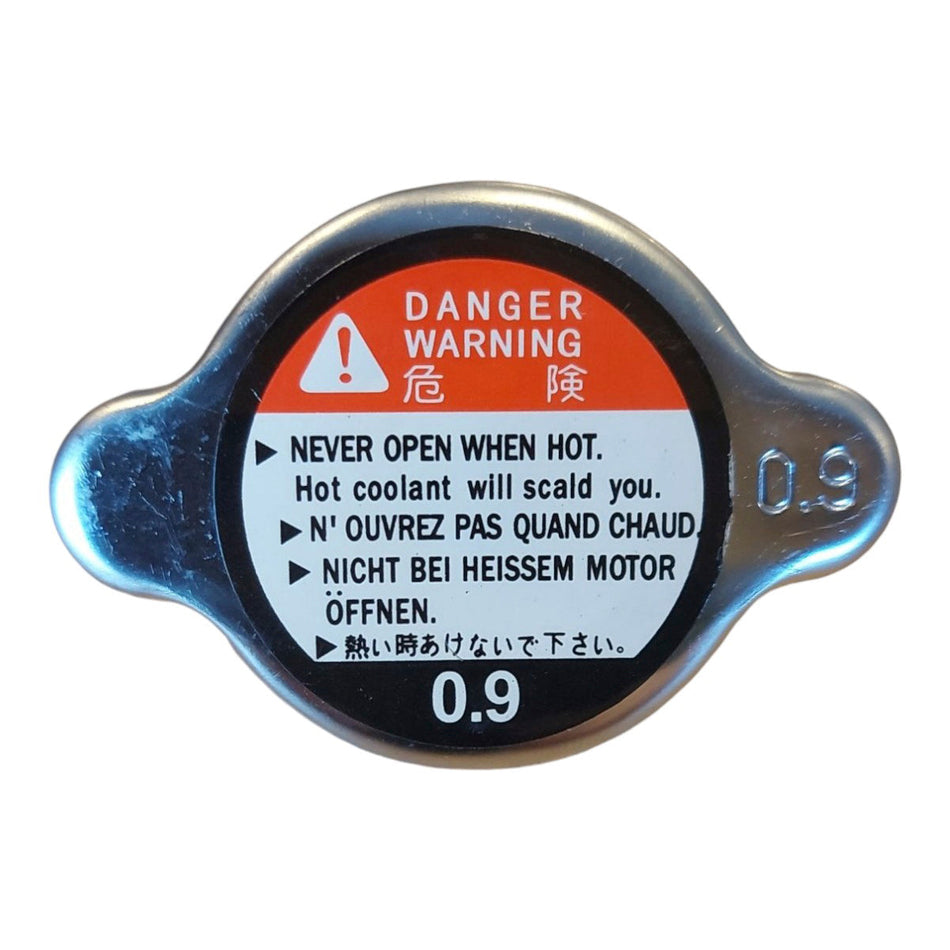 DANGER
WARNING
危 険
▶ NEVER OPEN WHEN HOT.
Hot coolant will scald you.
▶ N' OUVREZ PAS QUAND CHAUD.
▶ NICHT BEI HEISSEM MOTOR
ÖFFNEN.
▶ 熱い時あけないで下さい。
0.9
0.9